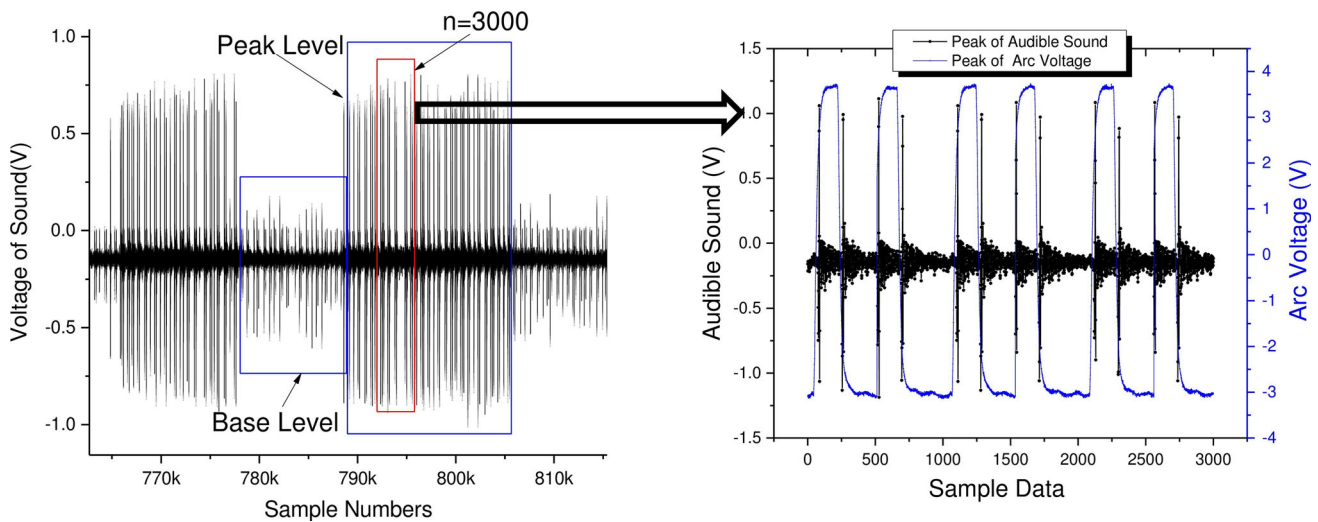 n=3000
Peak Level
1.0
0.5
0.0
-0.5
-1.0
Voltage of Sound(V)
Base Level
770k 780k 790k 800k 810k
Sample Numbers
Peak of Audible Sound
Peak of Arc Voltage
1.5
1.0
0.5
0.0
-0.5
-1.0
-1.5
Audible Sound (V)
4
3
2
1
0
-1
-2
-3
-4
Arc Voltage (V)
0 500 1000 1500 2000 2500 3000
Sample Data